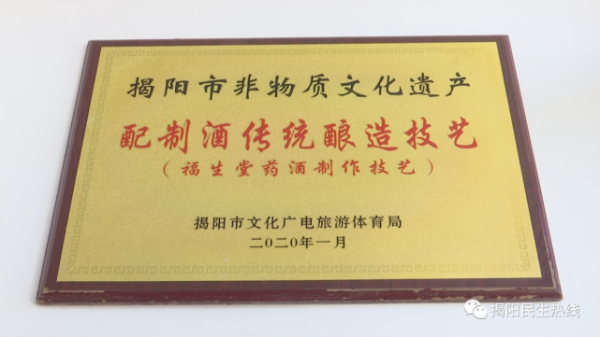 揭阳市非物质文化遗产
配制酒传统酿造技艺
（福生堂药酒制作技艺）
揭阳市文化广电旅游体育局
二〇二〇年一月
揭阳民生热线